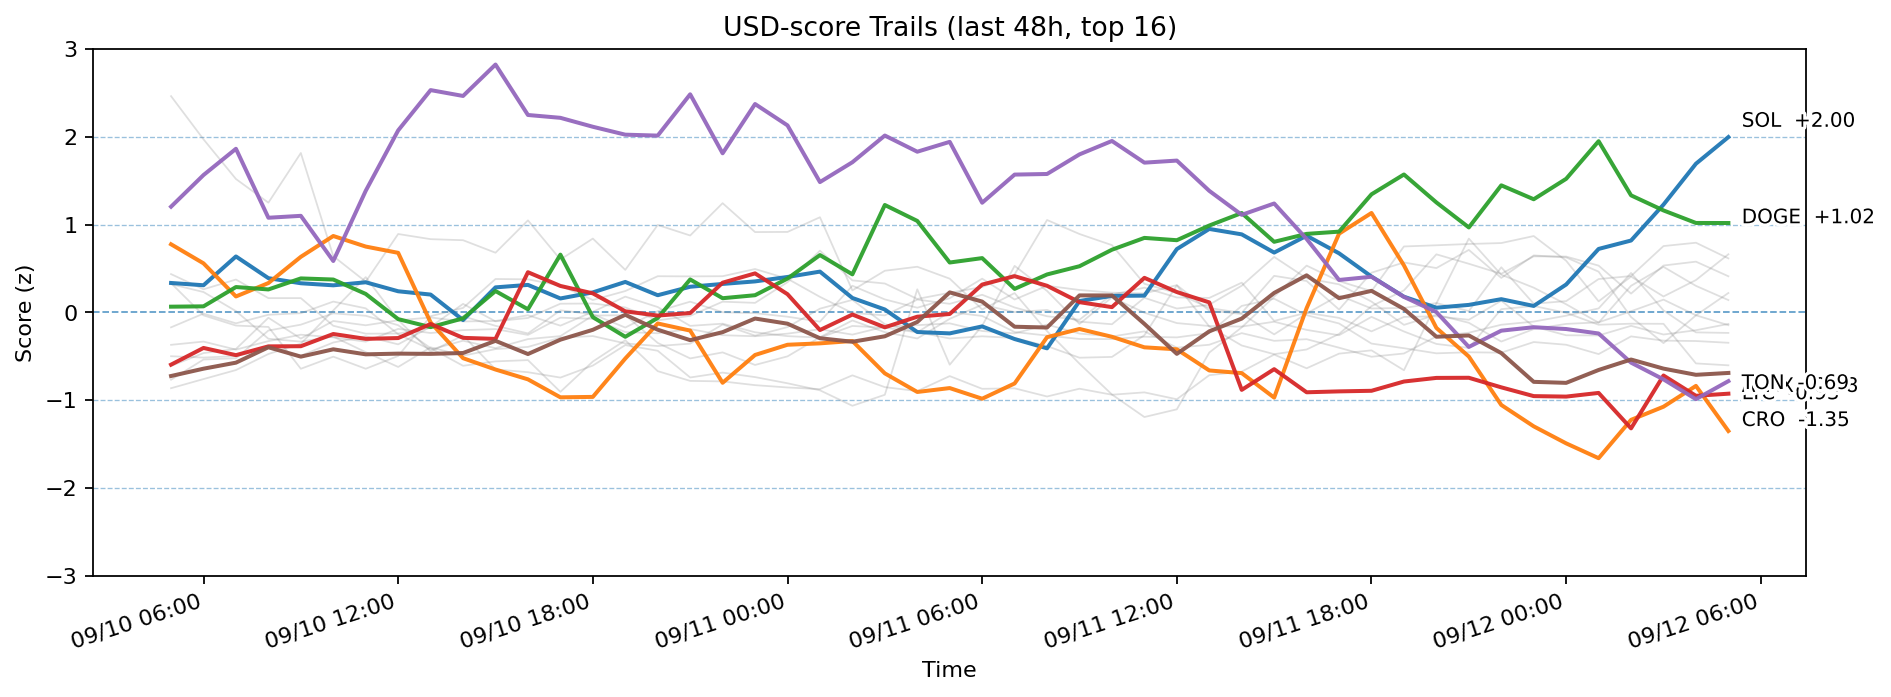 USD-score Trails (last 48h, top 16)
Score (z)
3
2
1
0
−1
−2
−3
SOL +2.00
DOGE +1.02
TON -0.69
CRO -1.35
09/10 06:00
09/10 12:00
09/10 18:00
09/11 00:00
09/11 06:00
09/11 12:00
09/11 18:00
09/12 00:00
09/12 06:00
Time